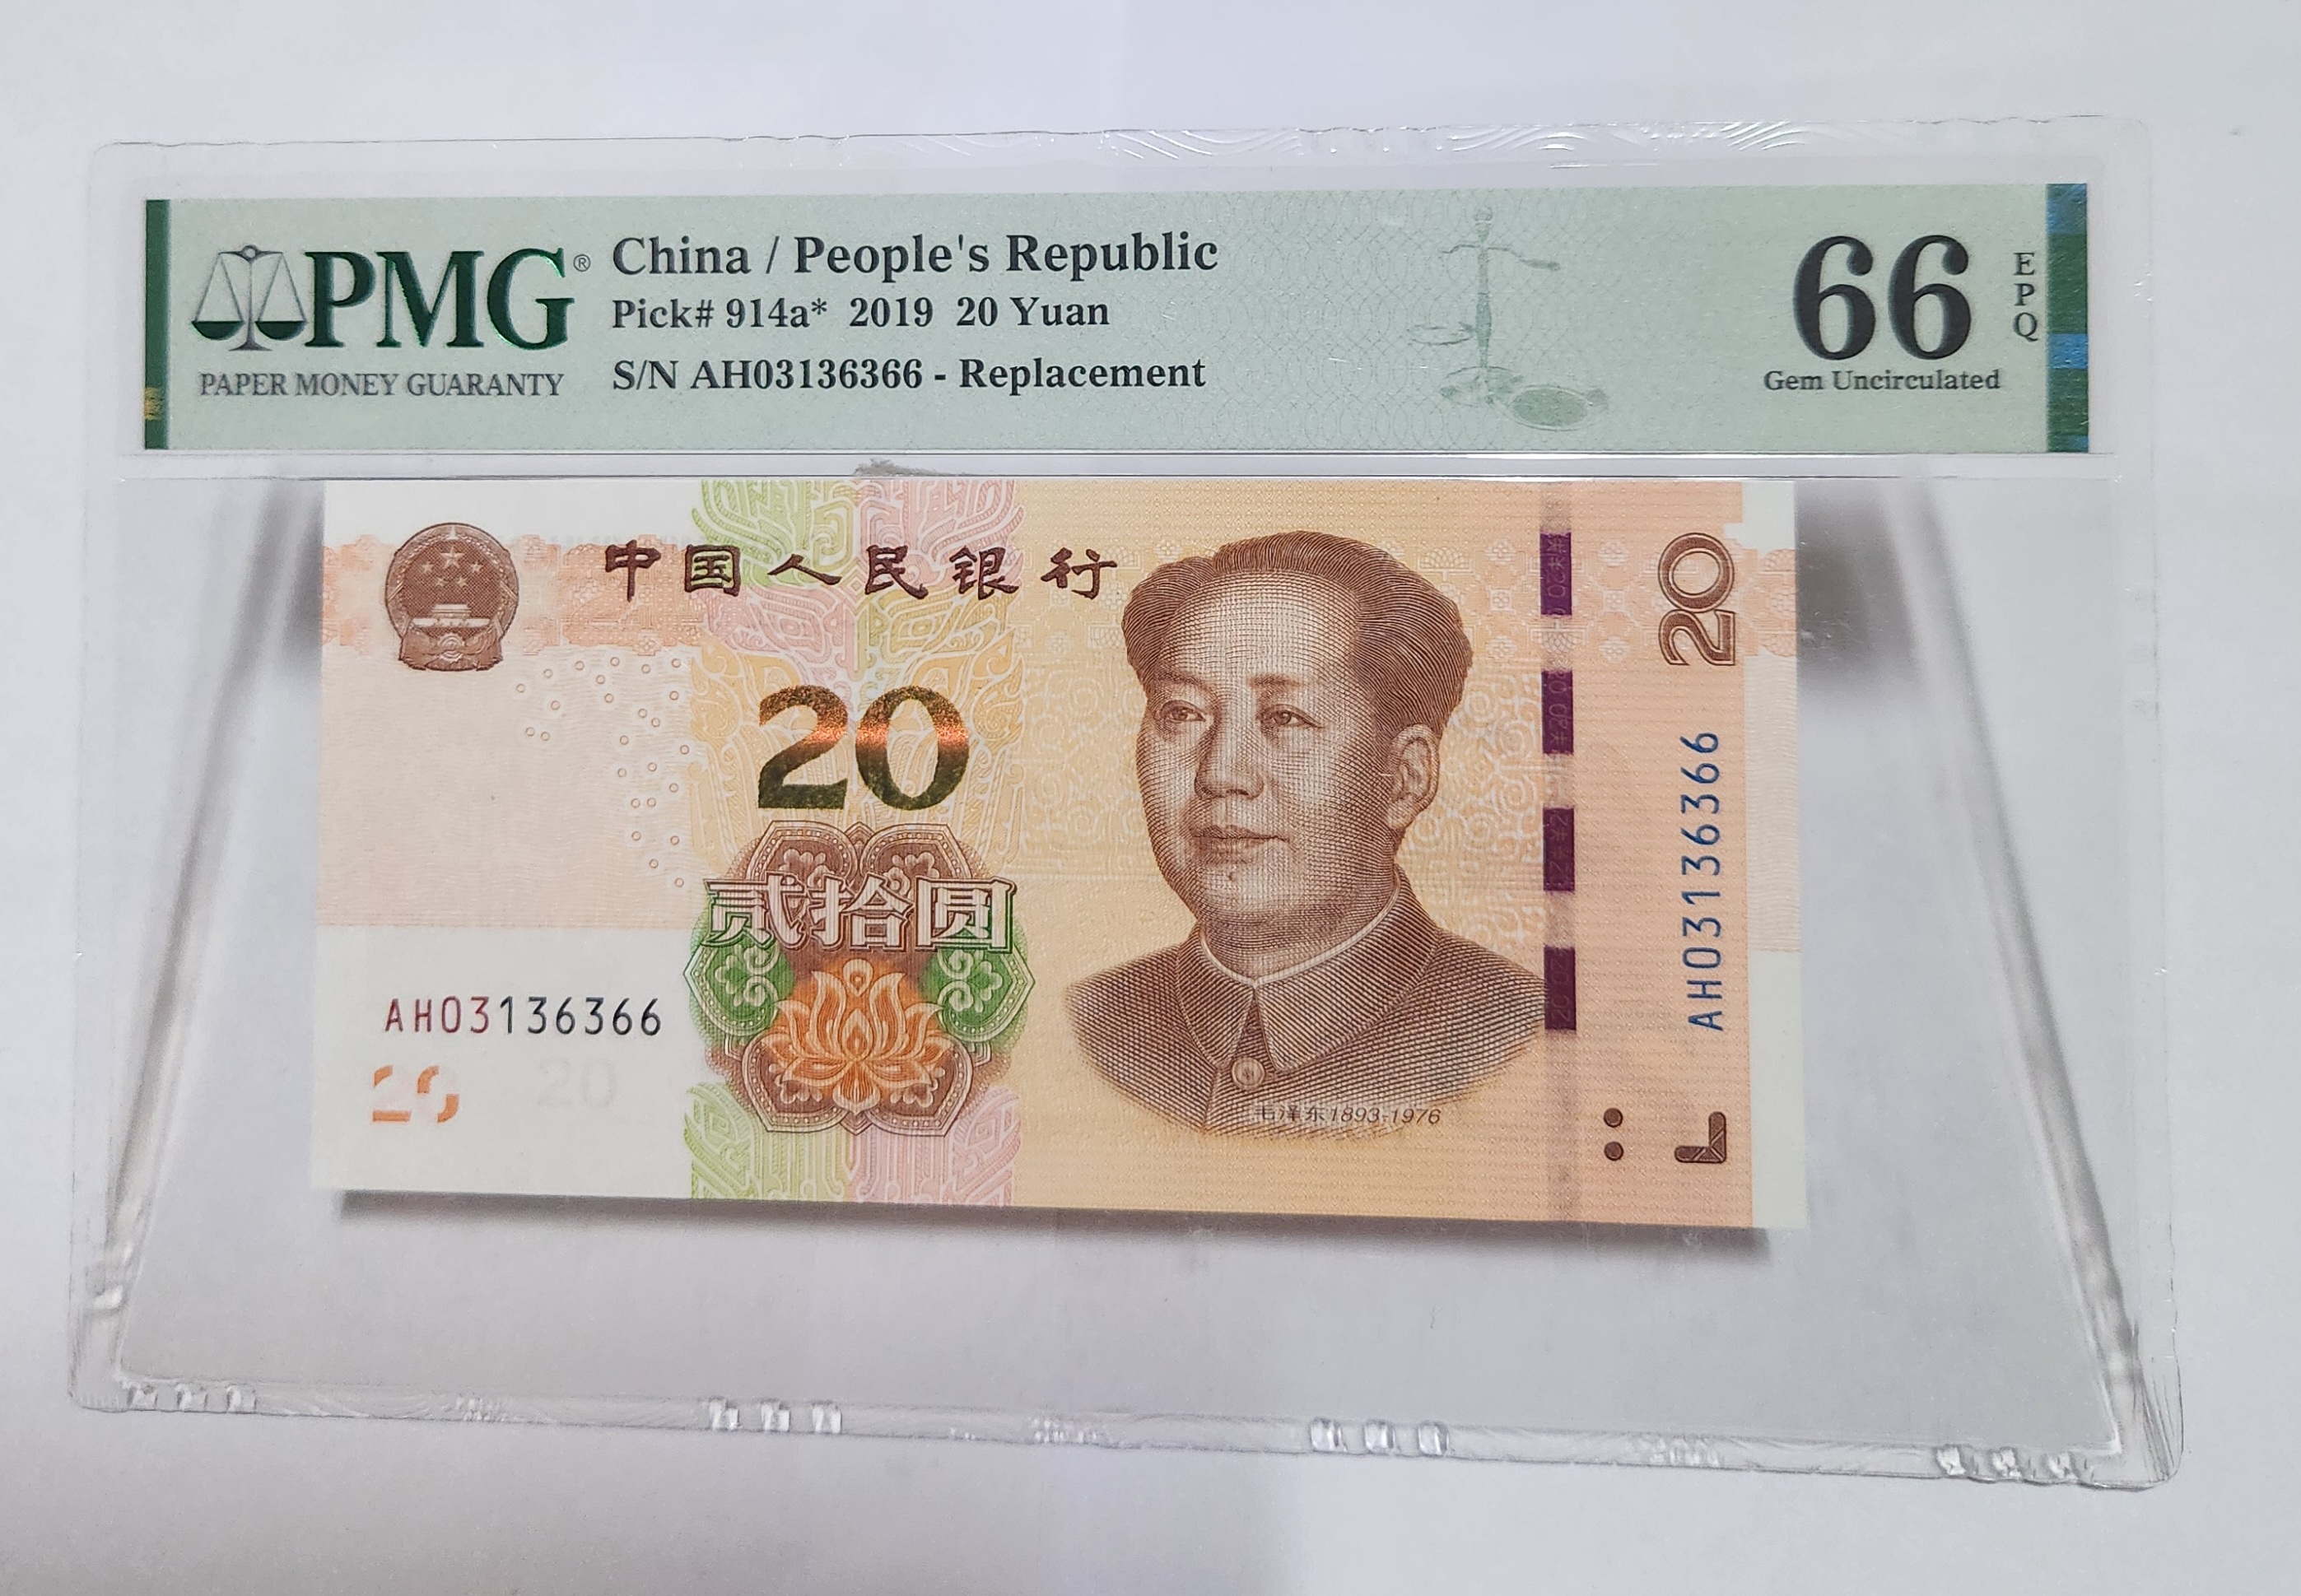 PMG®
PAPER MONEY GUARANTY
China / People's Republic
Pick# 914a* 2019 20 Yuan
S/N AH03136366 - Replacement
66
EPQ
Gem Uncirculated
中国人民银行
20
20
贰拾圆
AH03136366
AH03136366
20
20
毛泽东1893-1976